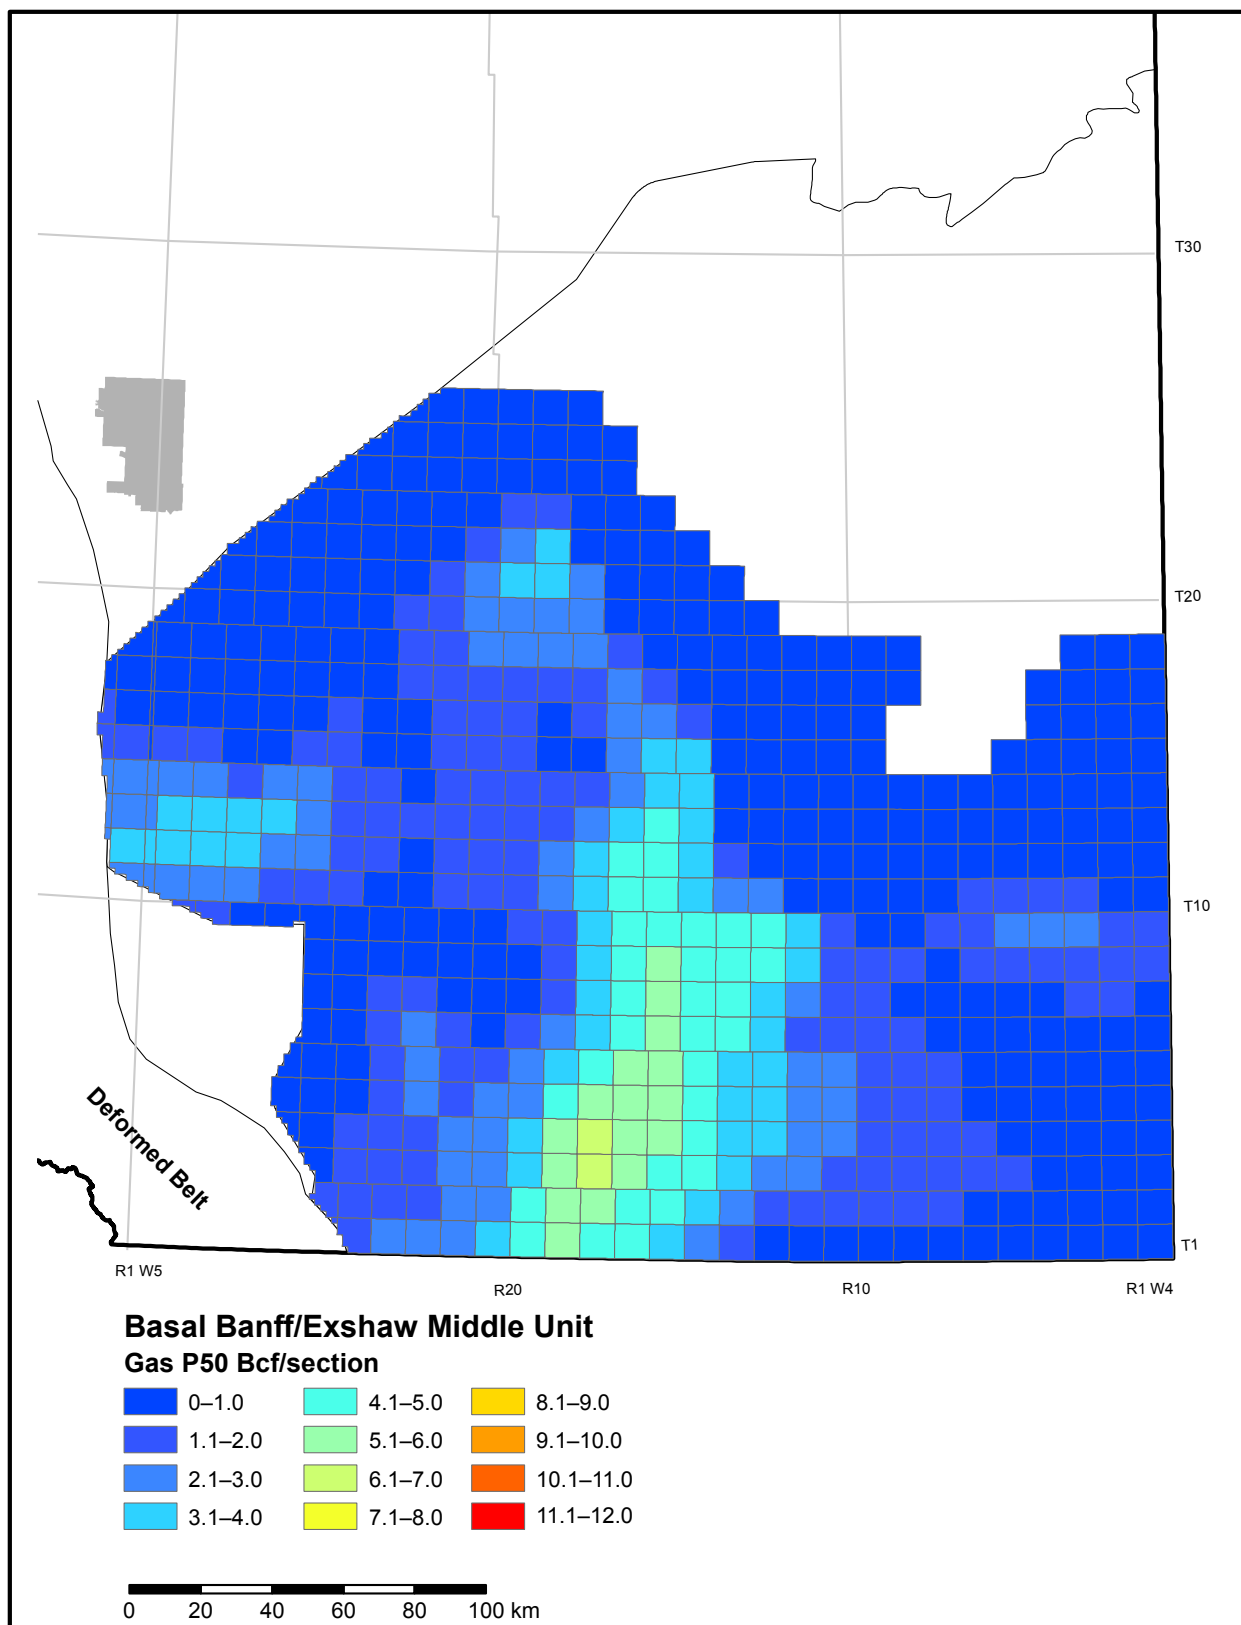 T30
T20
T10
Deformed Belt
T1
R1 W5
R20
R10
R1 W4
Basal Banff/Exshaw Middle Unit
Gas P50 Bcf/section
0–1.0
4.1–5.0
8.1–9.0
1.1–2.0
5.1–6.0
9.1–10.0
2.1–3.0
6.1–7.0
10.1–11.0
3.1–4.0
7.1–8.0
11.1–12.0
0 20 40 60 80 100 km